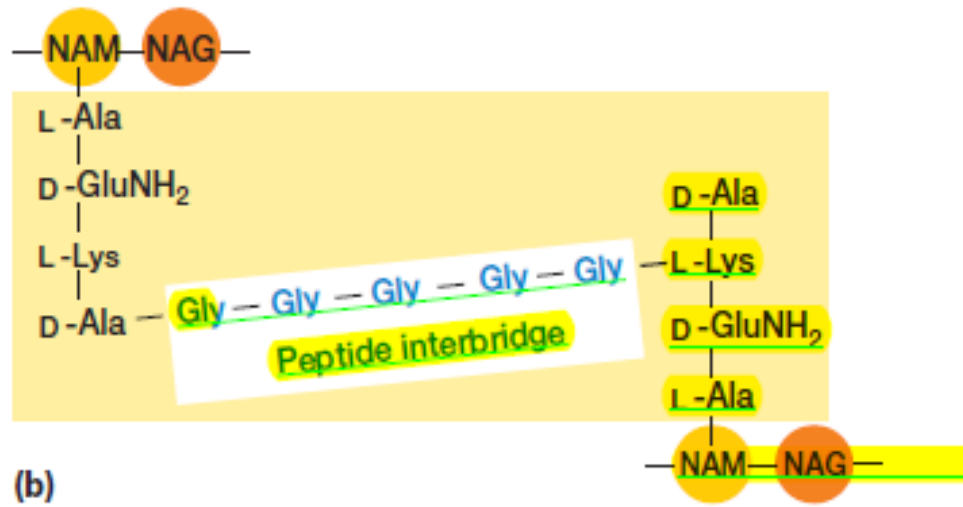 NAM NAG
L-Ala
D-GluNH₂
L-Lys
D-Ala
Gly — Gly — Gly — Gly — Gly
Peptide interbridge
D-Ala
L-Lys
D-GluNH₂
L-Ala
NAM NAG
(b)